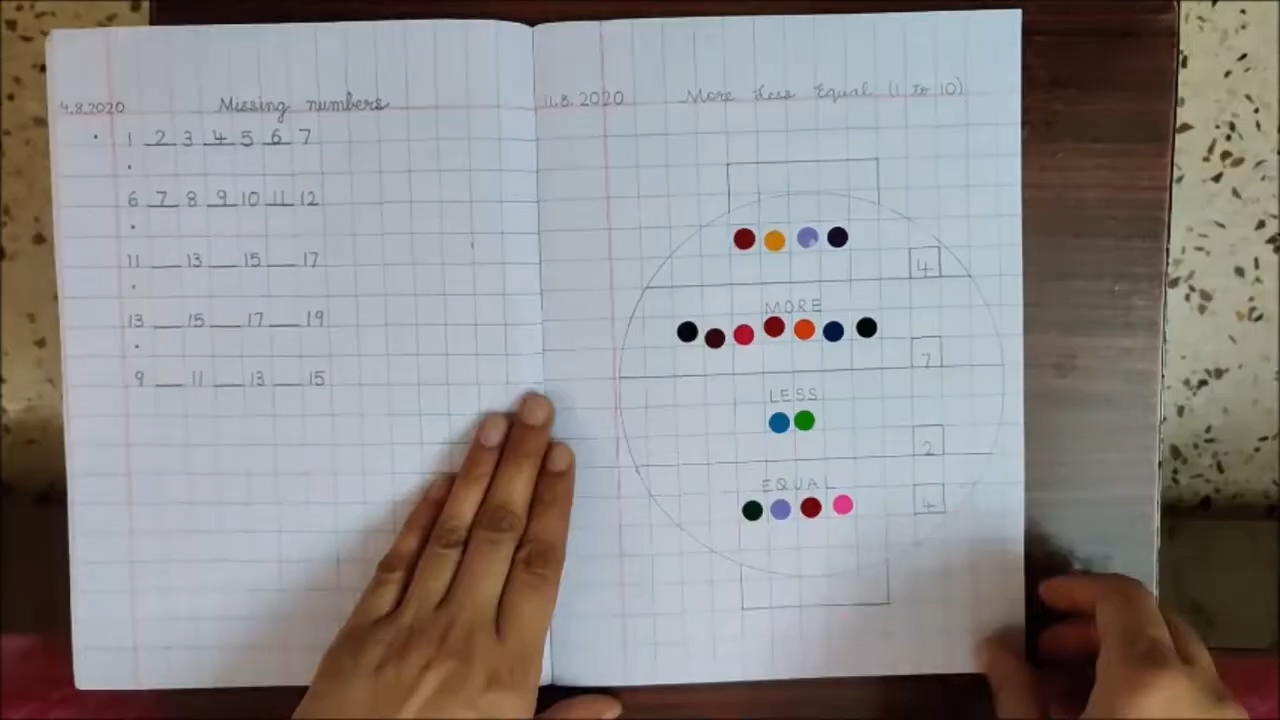 4.8.2020 Missing numbers
1 2 3 4 5 6 7
6 7 8 9 10 11 12
11 __ 13 __ 15 __ 17
13 __ 15 __ 17 __ 19
9 __ 11 __ 13 __ 15
11.8.2020 More Less Equal (1 to 10)
4
MORE
7
LESS
2
EQUAL
4